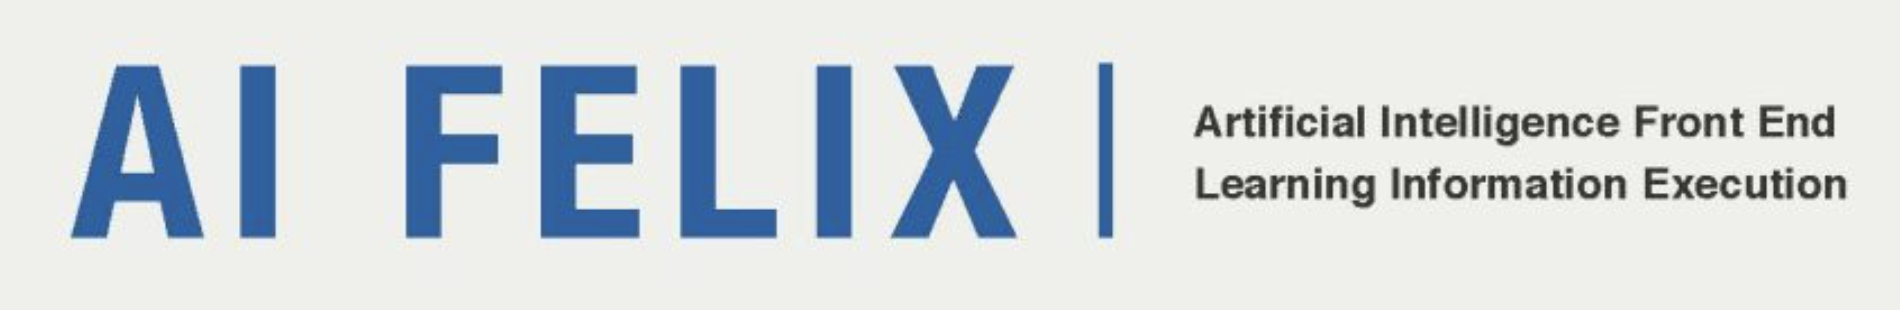 AI FELIX
Artificial Intelligence Front End
Learning Information Execution